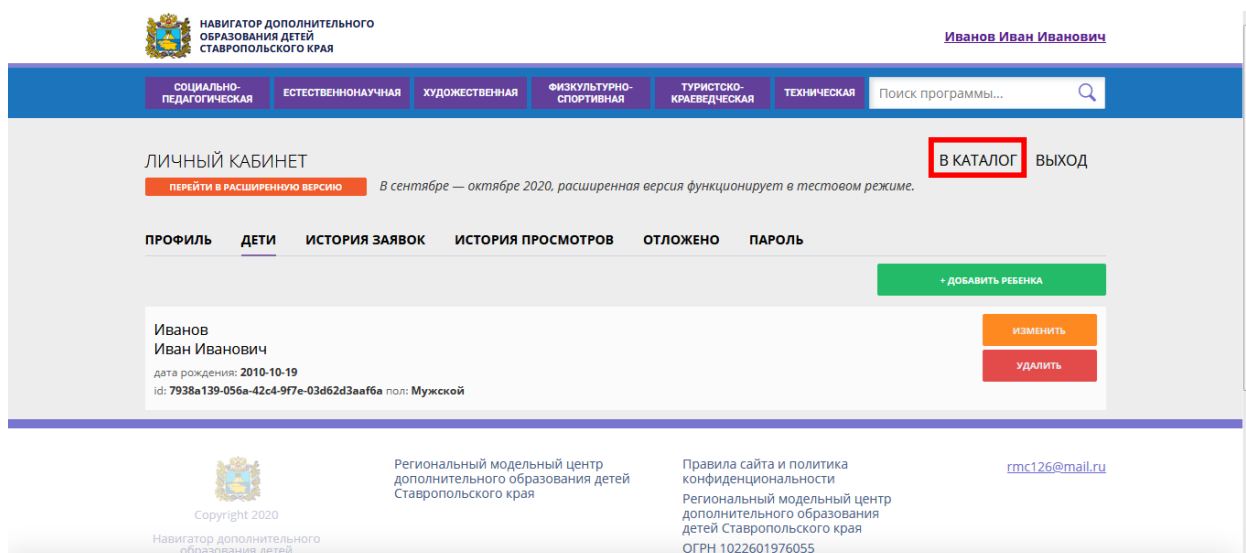 НАВИГАТОР ДОПОЛНИТЕЛЬНОГО
ОБРАЗОВАНИЯ ДЕТЕЙ
СТАВРОПОЛЬСКОГО КРАЯ
Иванов Иван Иванович
СОЦИАЛЬНО-
ПЕДАГОГИЧЕСКАЯ
ЕСТЕСТВЕННОНАУЧНАЯ
ХУДОЖЕСТВЕННАЯ
ФИЗКУЛЬТУРНО-
СПОРТИВНАЯ
ТУРИСТСКО-
КРАЕВЕДЧЕСКАЯ
ТЕХНИЧЕСКАЯ
Поиск программы...
ЛИЧНЫЙ КАБИНЕТ
В КАТАЛОГ
ВЫХОД
ПЕРЕЙТИ В РАСШИРЕННУЮ ВЕРСИЮ
В сентябре — октябре 2020, расширенная версия функционирует в тестовом режиме.
ПРОФИЛЬ
ДЕТИ
ИСТОРИЯ ЗАЯВОК
ИСТОРИЯ ПРОСМОТРОВ
ОТЛОЖЕНО
ПАРОЛЬ
+ ДОБАВИТЬ РЕБЕНКА
Иванов
Иван Иванович
дата рождения: 2010-10-19
id: 7938a139-056a-42c4-9f7e-03d62d3aaf6a пол: Мужской
ИЗМЕНИТЬ
УДАЛИТЬ
Copyright 2020
Навигатор дополнительного
образования детей
Региональный модельный центр
дополнительного образования детей
Ставропольского края
Правила сайта и политика
конфиденциональности
Региональный модельный центр
дополнительного образования
детей Ставропольского края
ОГРН 1022601976055
rmc126@mail.ru